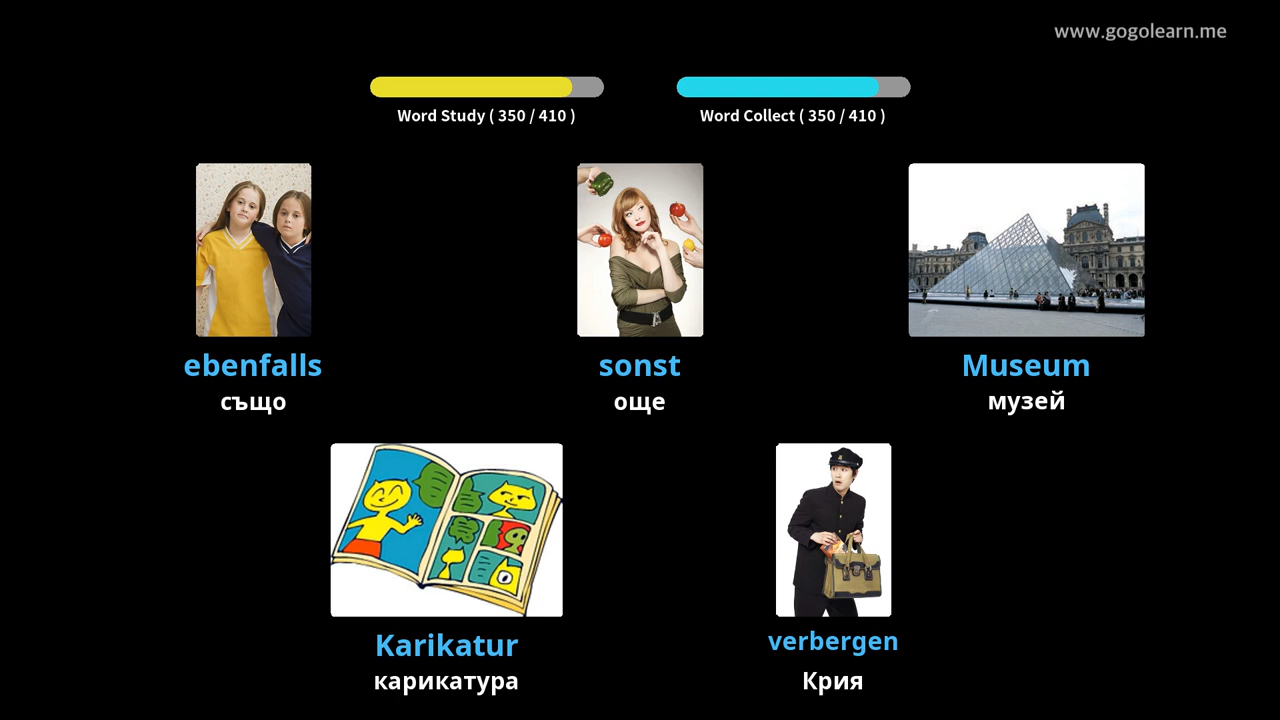 www.gogolearn.me
Word Study ( 350 / 410 )
Word Collect ( 350 / 410 )
ebenfalls
също
sonst
още
Museum
музей
Karikatur
карикатура
verbergen
Крия